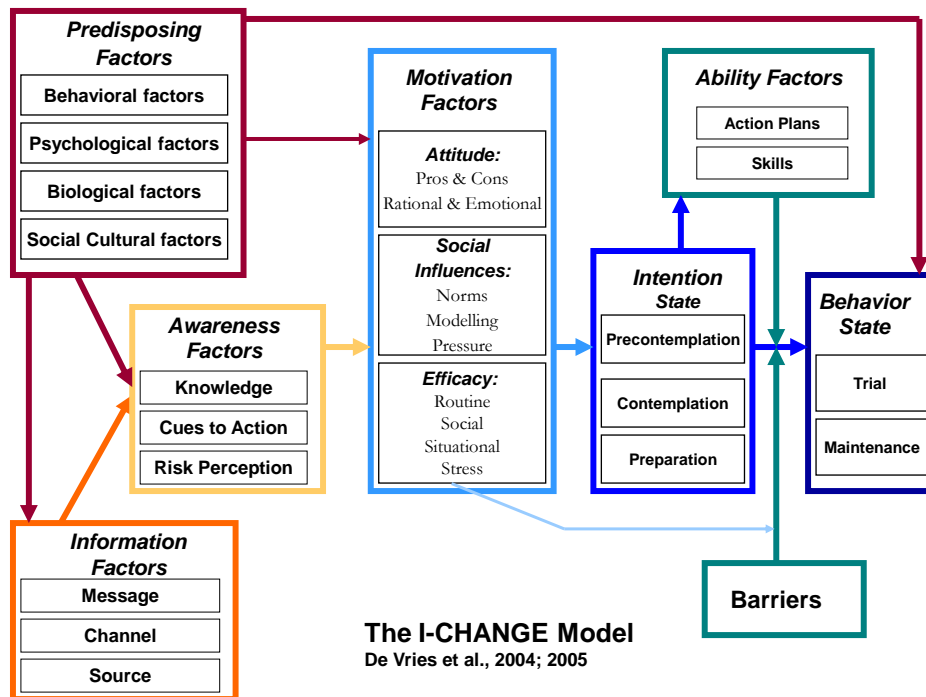 Predisposing
Factors
Behavioral factors
Psychological factors
Biological factors
Social Cultural factors
Awareness
Factors
Knowledge
Cues to Action
Risk Perception
Information
Factors
Message
Channel
Source
Motivation
Factors
Attitude:
Pros & Cons
Rational & Emotional
Social
Influences:
Norms
Modelling
Pressure
Efficacy:
Routine
Social
Situational
Stress
Ability Factors
Action Plans
Skills
Intention
State
Precontemplation
Contemplation
Preparation
Behavior
State
Trial
Maintenance
Barriers
The I-CHANGE Model
De Vries et al., 2004; 2005